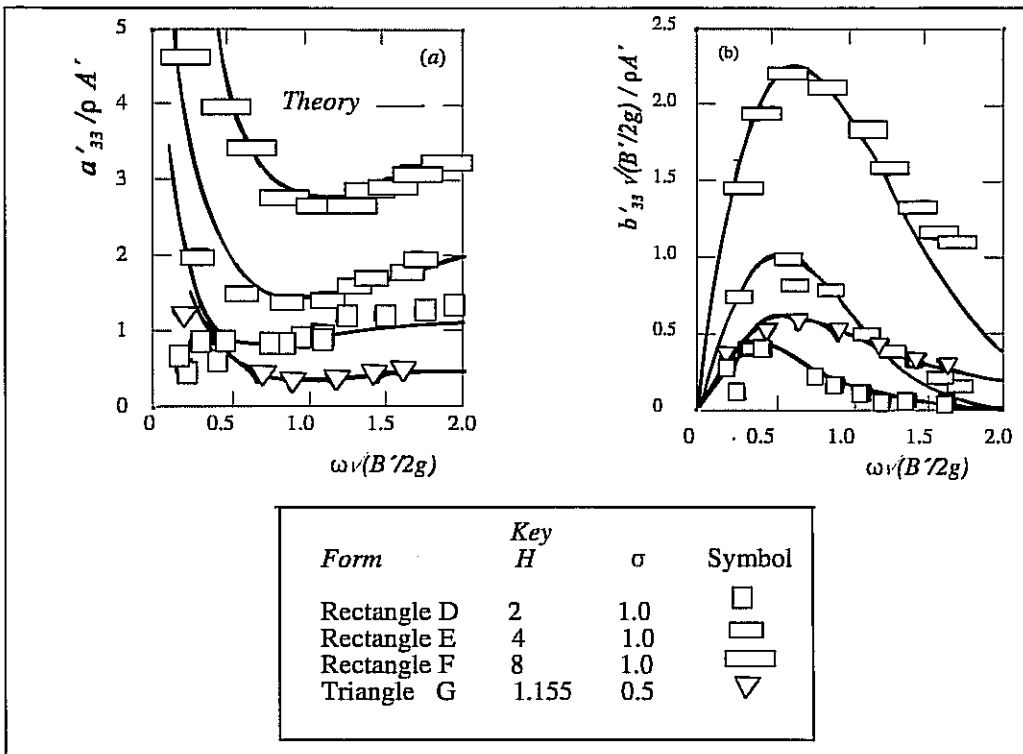 (a)
5
4
3
2
1
0
0
0.5
1.0
1.5
2.0
Theory
a′33 /ρ A′
ω√(B′/2g)
(b)
2.5
2.0
1.5
1.0
0.5
0
0
0.5
1.0
1.5
2.0
b′33 √(B′/2g) / ρA′
ω√(B′/2g)
Key
Form H σ Symbol
Rectangle D 2 1.0
Rectangle E 4 1.0
Rectangle F 8 1.0
Triangle G 1.155 0.5